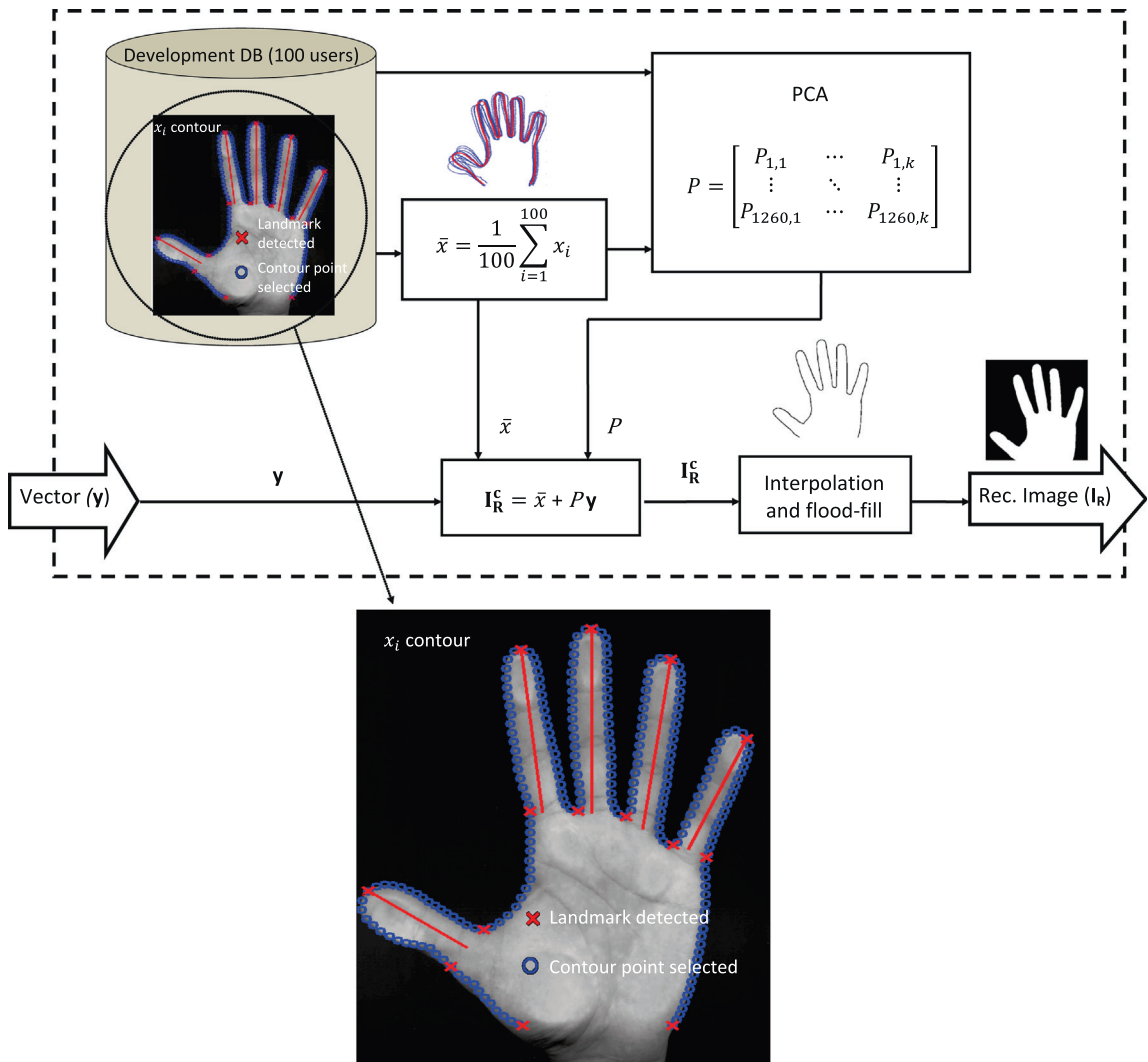 Development DB (100 users)
x_i contour
Landmark
detected
Contour point
selected
x̄ = 1/100 ∑_{i=1}^{100} x_i
PCA
P = [P_{1,1} ⋯ P_{1,k}
⋮ ⋱ ⋮
P_{1260,1} ⋯ P_{1260,k}]
x̄
P
Vector (y)
y
I_R^c = x̄ + Py
I_R^c
Interpolation
and flood-fill
Rec. Image (I_R)
x_i contour
Landmark detected
Contour point selected